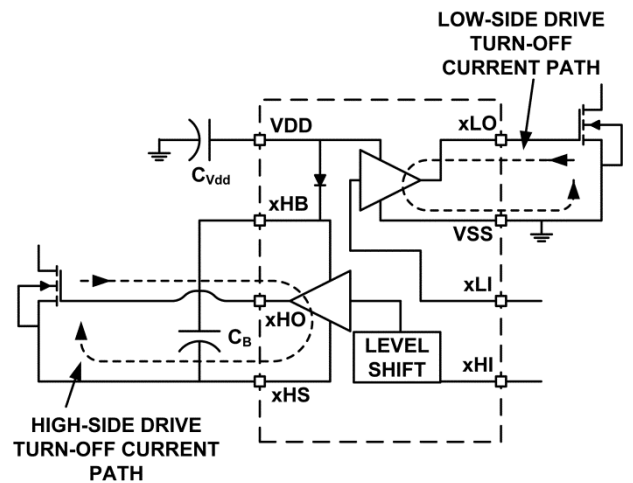 LOW-SIDE DRIVE
TURN-OFF
CURRENT PATH
VDD
xLO
CVdd
xHB
VSS
xLI
xHO
CB
LEVEL
SHIFT
xHI
xHS
HIGH-SIDE DRIVE
TURN-OFF CURRENT
PATH